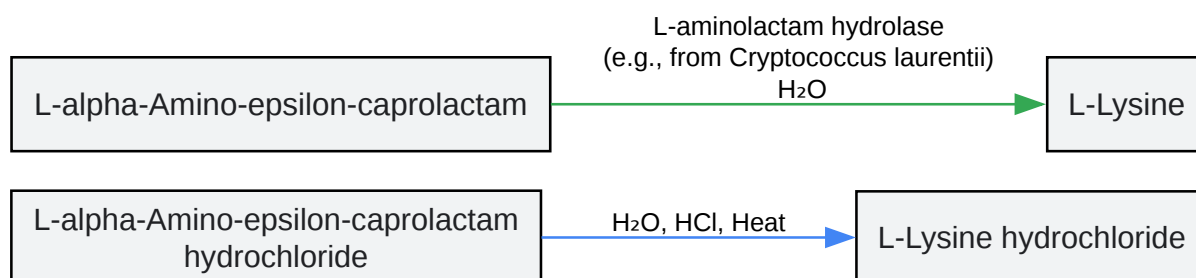 L-aminolactam hydrolase
(e.g., from Cryptococcus laurentii)
H₂O
L-alpha-Amino-epsilon-caprolactam
L-Lysine
L-alpha-Amino-epsilon-caprolactam
hydrochloride
H₂O, HCl, Heat
L-Lysine hydrochloride